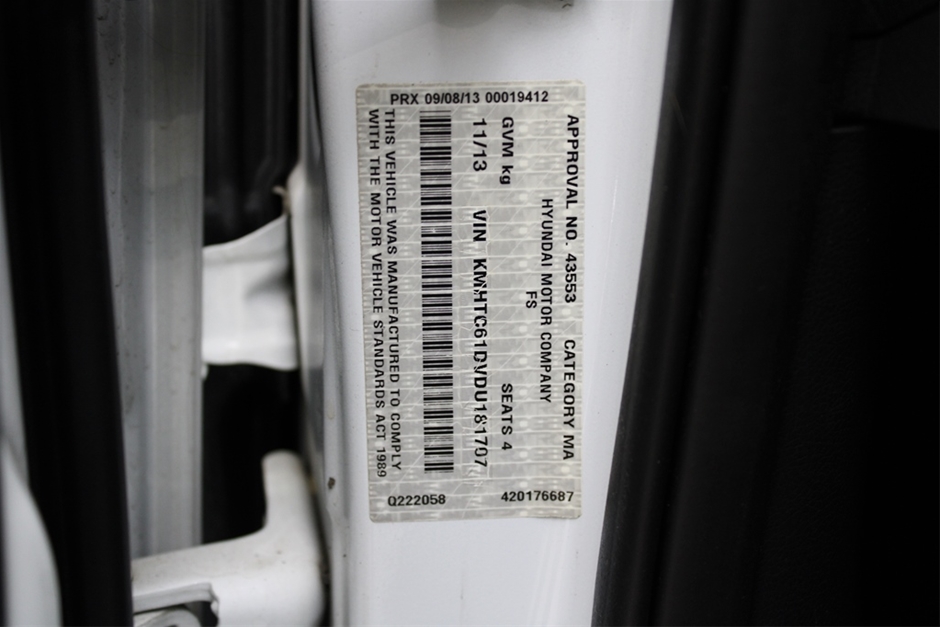 PRX 09/08/13 00019412
APPROVAL NO. 43553 CATEGORY MA
HYUNDAI MOTOR COMPANY
FS
GVM kg SEATS 4
11/13 VIN KMHTC61DVDU181707
THIS VEHICLE WAS MANUFACTURED TO COMPLY
WITH THE MOTOR VEHICLE STANDARDS ACT 1989
Q222058 420176687